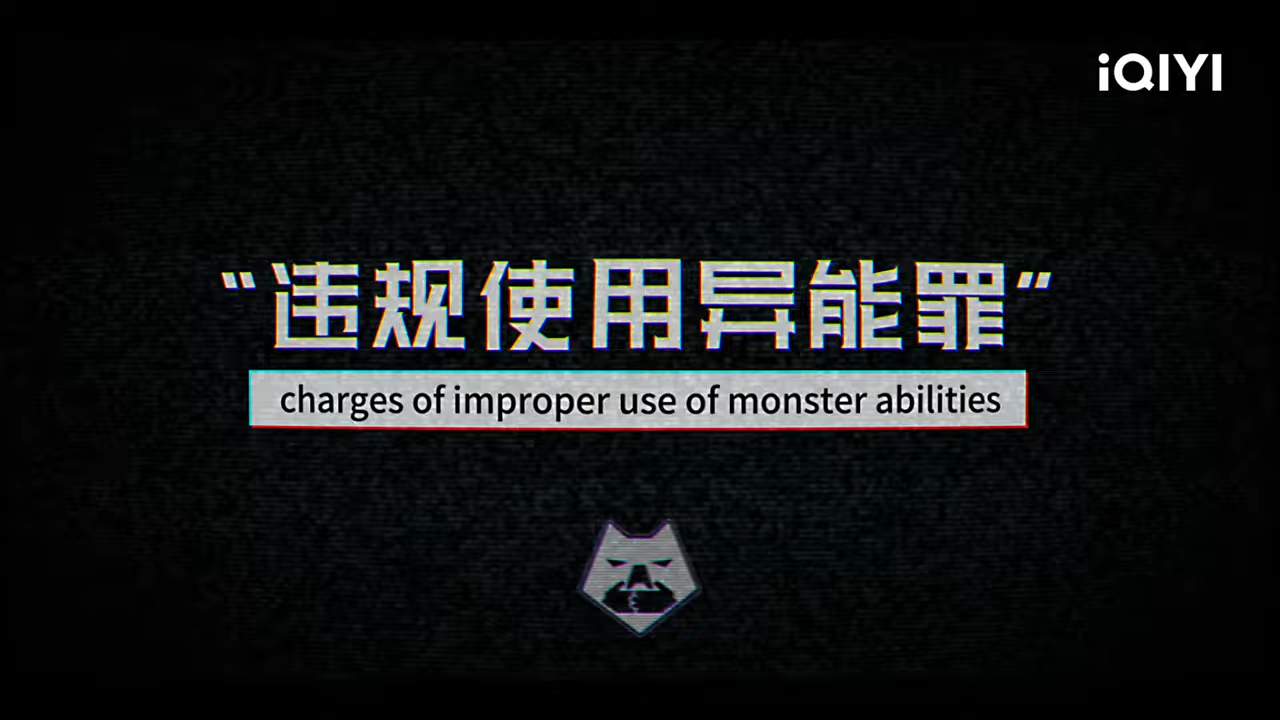 iQIYI
“违规使用异能罪”
charges of improper use of monster abilities